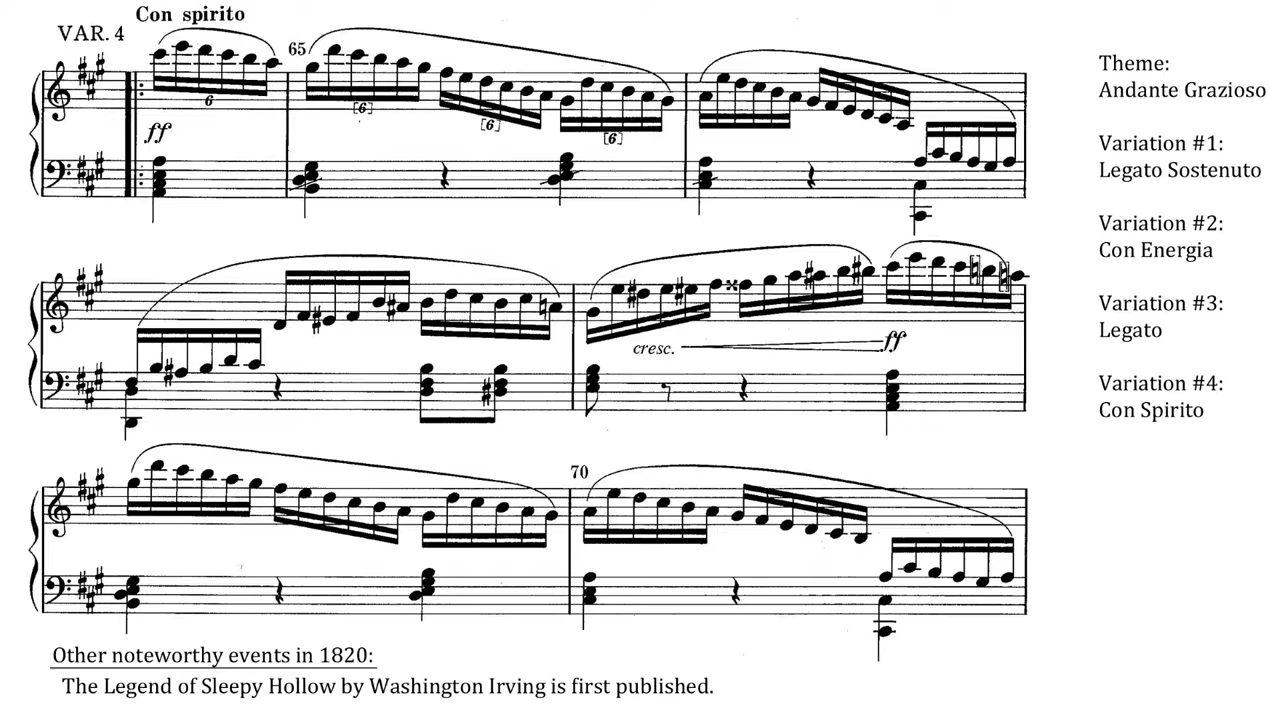 Con spirito
VAR. 4
65
6
[6]
[6]
[6]
ff
cresc.
ff
70
Theme:
Andante Grazioso
Variation #1:
Legato Sostenuto
Variation #2:
Con Energia
Variation #3:
Legato
Variation #4:
Con Spirito
Other noteworthy events in 1820:
The Legend of Sleepy Hollow by Washington Irving is first published.